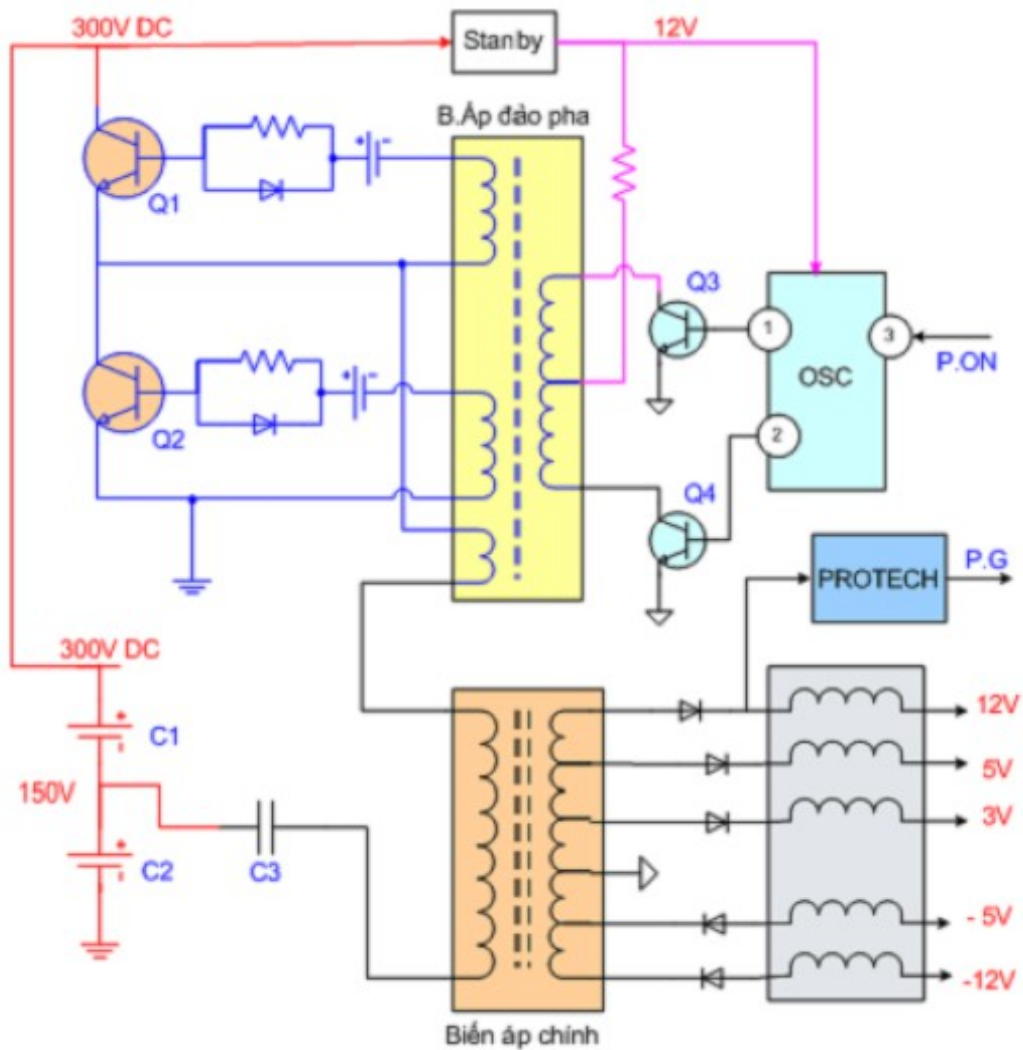 300V DC
Stanby
12V
B.Áp đảo pha
Q1
Q3
1
3
P.ON
OSC
Q2
2
Q4
P.G
PROTECH
300V DC
12V
C1
5V
150V
3V
C2
C3
- 5V
-12V
Biến áp chính